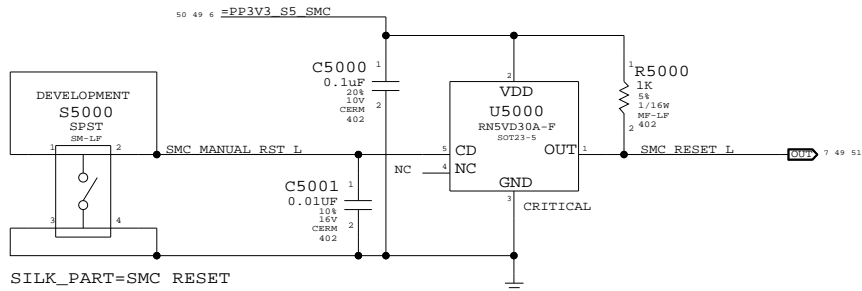 50 49 6 =PP3V3_S5_SMC
C5000 1
0.1uF
20%
10V
CERM
402
2
DEVELOPMENT
S5000
SPST
SM-LF
1 2
3 4
SMC_MANUAL_RST_L
C5001 1
0.01UF
10%
16V
CERM
402
2
2
VDD
U5000
RN5VD30A-F
SOT23-5
5 CD
4 NC
NC
OUT 1
GND
3
CRITICAL
1 R5000
1K
5%
1/16W
MF-LF
402
2
SMC_RESET_L
OUT 7 49 51
SILK_PART=SMC RESET